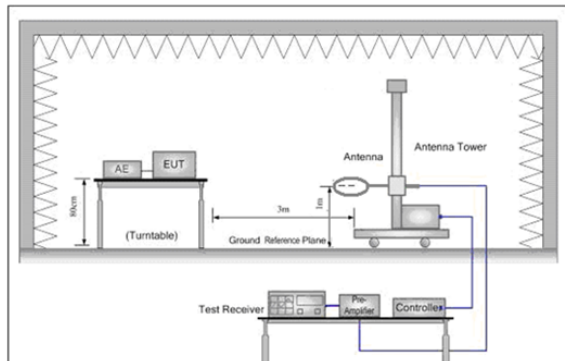 AE
EUT
80cm
(Turntable)
3m
Ground Reference Plane
1m
Antenna
Antenna Tower
Test Receiver
Pre-
Amplifier
Controller